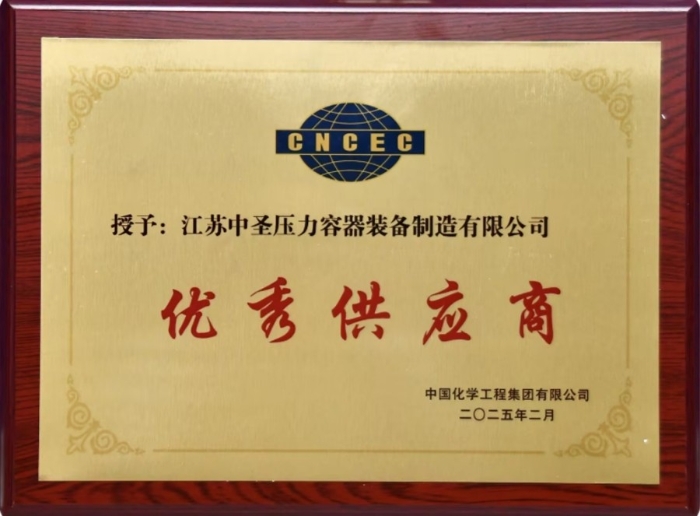 CNCEC
授予：江苏中圣压力容器装备制造有限公司
优秀供应商
中国化学工程集团有限公司
二〇二五年二月